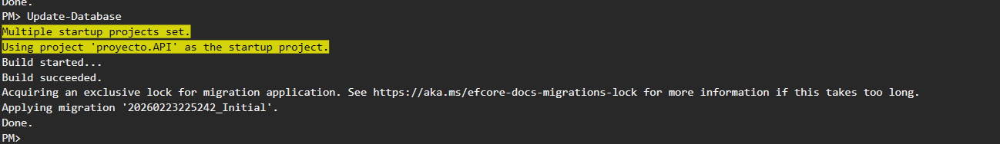 Done.
PM> Update-Database
Multiple startup projects set.
Using project 'proyecto.API' as the startup project.
Build started...
Build succeeded.
Acquiring an exclusive lock for migration application. See https://aka.ms/efcore-docs-migrations-lock for more information if this takes too long.
Applying migration '20260223225242_Initial'.
Done.
PM>